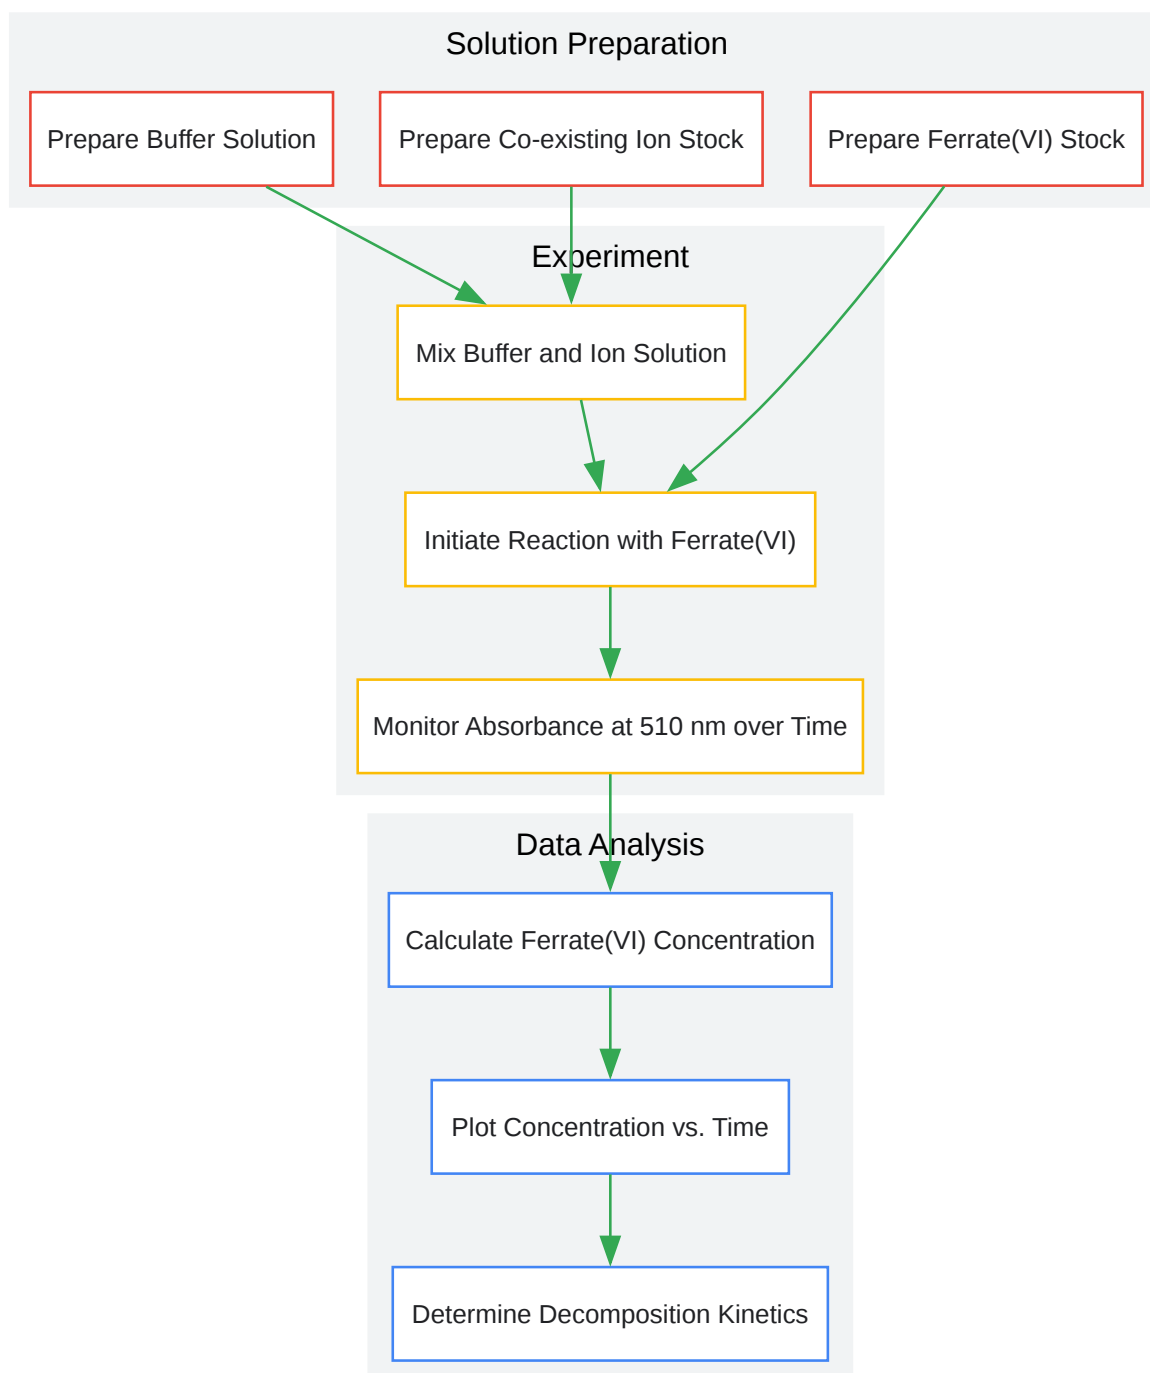 Solution Preparation
Prepare Buffer Solution
Prepare Co-existing Ion Stock
Prepare Ferrate(VI) Stock
Experiment
Mix Buffer and Ion Solution
Initiate Reaction with Ferrate(VI)
Monitor Absorbance at 510 nm over Time
Data Analysis
Calculate Ferrate(VI) Concentration
Plot Concentration vs. Time
Determine Decomposition Kinetics